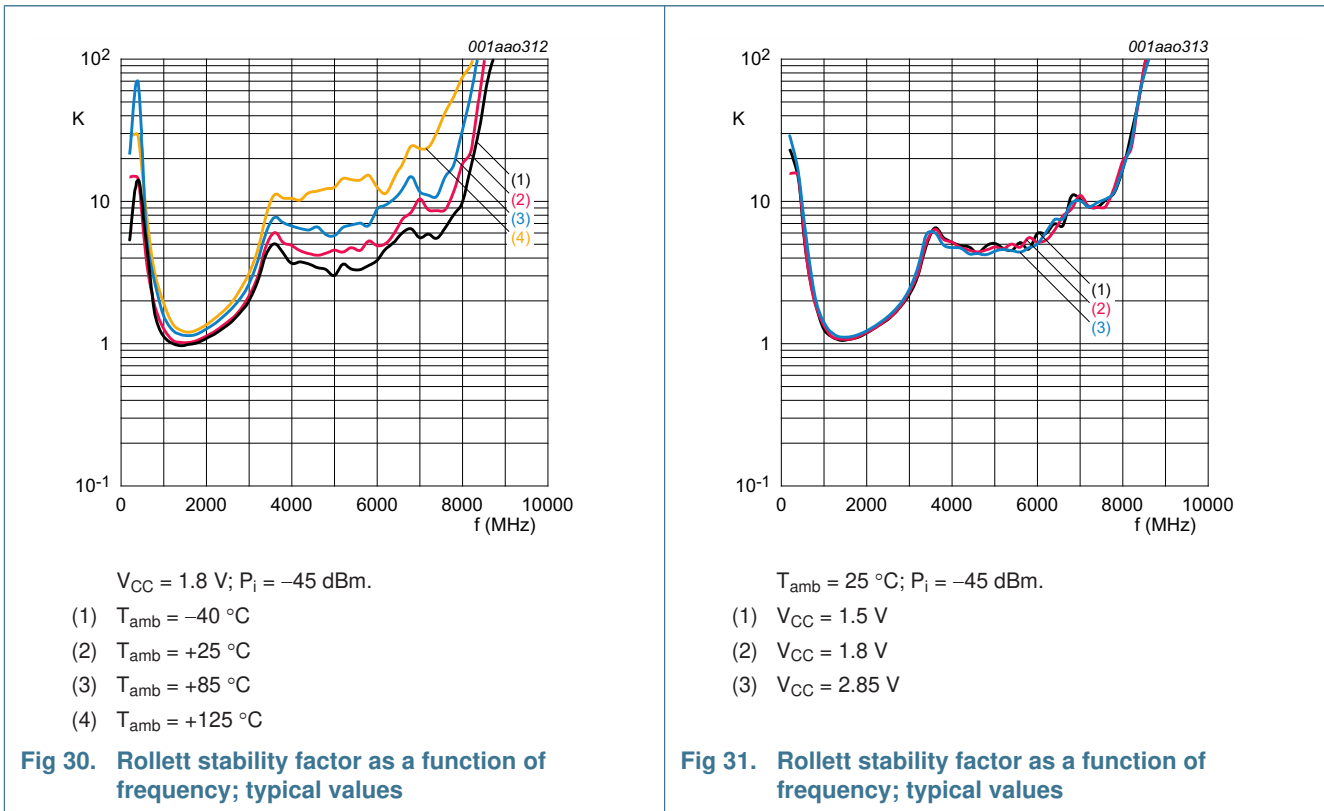 001aao312
10²
K
10
1
10⁻¹
0 2000 4000 6000 8000 10000
f (MHz)
(1)
(2)
(3)
(4)
V_CC = 1.8 V; P_i = −45 dBm.
(1) T_amb = −40 °C
(2) T_amb = +25 °C
(3) T_amb = +85 °C
(4) T_amb = +125 °C
Fig 30. Rollett stability factor as a function of
frequency; typical values
001aao313
10²
K
10
1
10⁻¹
0 2000 4000 6000 8000 10000
f (MHz)
(1)
(2)
(3)
T_amb = 25 °C; P_i = −45 dBm.
(1) V_CC = 1.5 V
(2) V_CC = 1.8 V
(3) V_CC = 2.85 V
Fig 31. Rollett stability factor as a function of
frequency; typical values